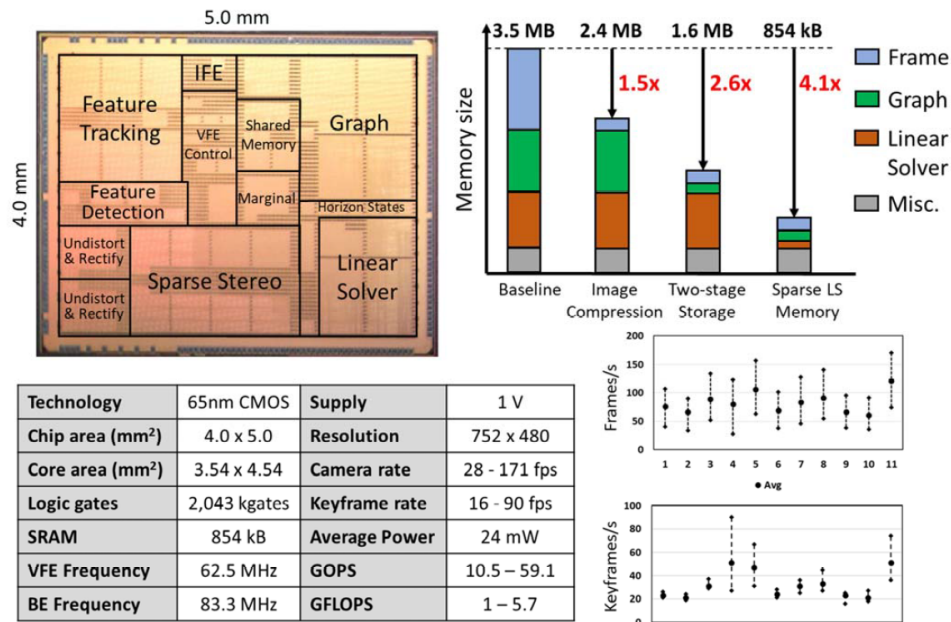 5.0 mm
4.0 mm
Feature
Tracking
IFE
VFE
Control
Shared
Memory
Graph
Feature
Detection
Marginal
Horizon States
Undistort
& Rectify
Sparse Stereo
Linear
Solver
Undistort
& Rectify
3.5 MB 2.4 MB 1.6 MB 854 kB
1.5x 2.6x 4.1x
Memory size
Frame
Graph
Linear
Solver
Misc.
Baseline
Image
Compression
Two-stage
Storage
Sparse LS
Memory
Technology 65nm CMOS Supply 1 V
Chip area (mm²) 4.0 x 5.0 Resolution 752 x 480
Core area (mm²) 3.54 x 4.54 Camera rate 28 - 171 fps
Logic gates 2,043 kgates Keyframe rate 16 - 90 fps
SRAM 854 kB Average Power 24 mW
VFE Frequency 62.5 MHz GOPS 10.5 – 59.1
BE Frequency 83.3 MHz GFLOPS 1 – 5.7
Frames/s
200
150
100
50
0
1 2 3 4 5 6 7 8 9 10 11
Avg
Keyframes/s
100
80
60
40
20
0